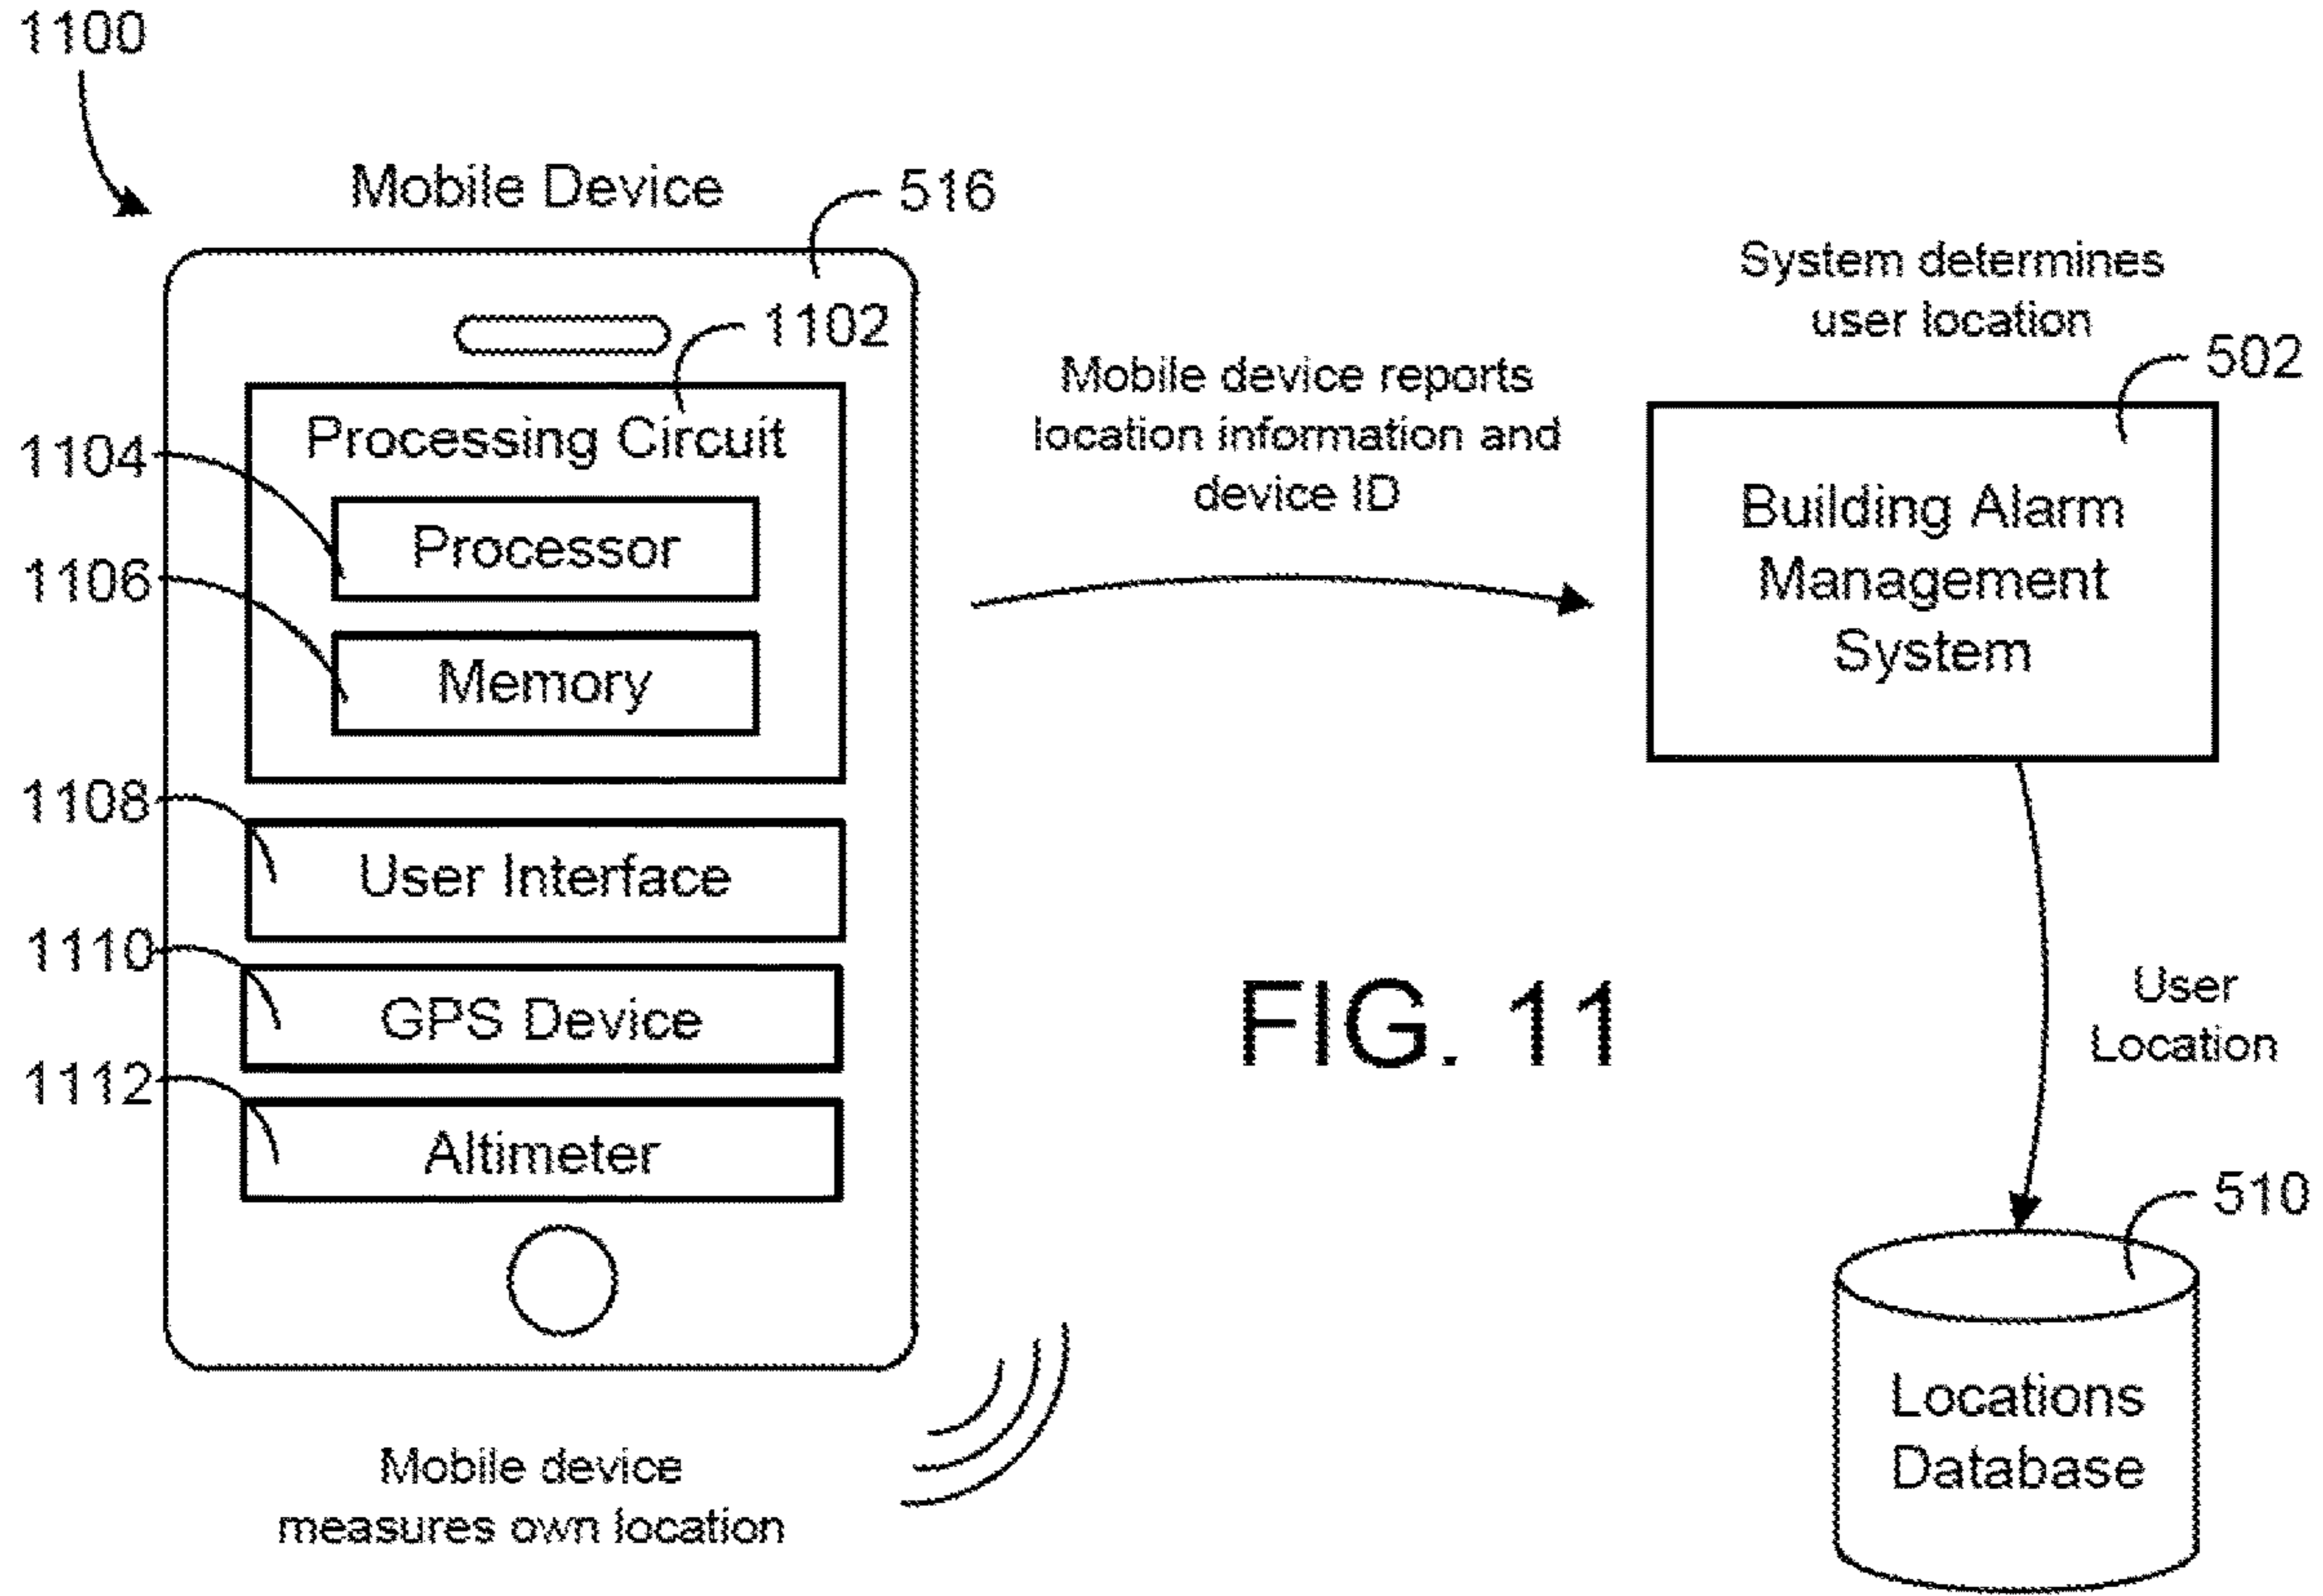 1100
Mobile Device
516
1102
Processing Circuit
1104
Processor
1106
Memory
1108
User Interface
1110
GPS Device
1112
Altimeter
Mobile device
measures own location
Mobile device reports
location information and
device ID
System determines
user location
502
Building Alarm
Management
System
User
Location
510
Locations
Database
FIG. 11